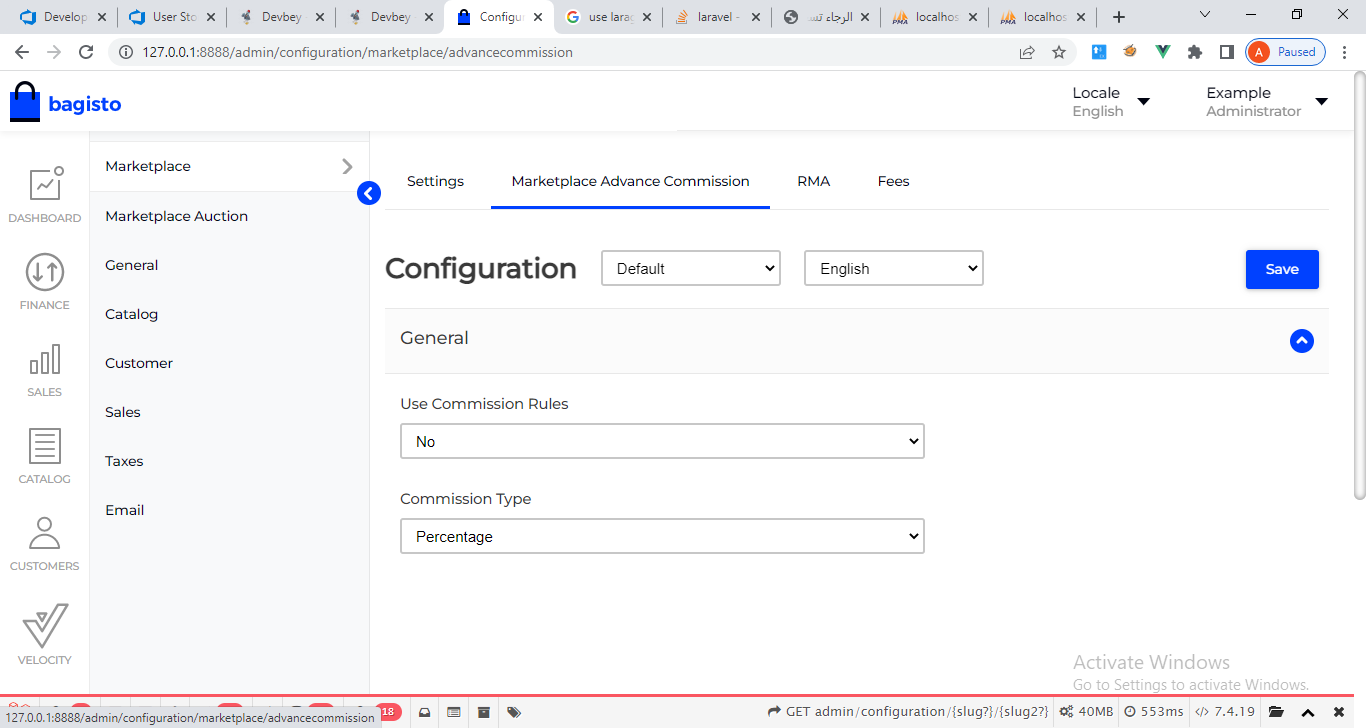 Develop
User Sto
Devbey
Devbey
Configur
use larag
laravel -
الرجاء تس
localhos
localhos
127.0.0.1:8888/admin/configuration/marketplace/advancecommission
A Paused
bagisto
Locale
English
Example
Administrator
DASHBOARD
FINANCE
SALES
CATALOG
CUSTOMERS
VELOCITY
Marketplace
Marketplace Auction
General
Catalog
Customer
Sales
Taxes
Email
Settings Marketplace Advance Commission RMA Fees
Configuration Default English Save
General
Use Commission Rules
No
Commission Type
Percentage
Activate Windows
Go to Settings to activate Windows.
127.0.0.1:8888/admin/configuration/marketplace/advancecommission
18
GET admin/configuration/{slug?}/{slug2?} 40MB 553ms 7.4.19